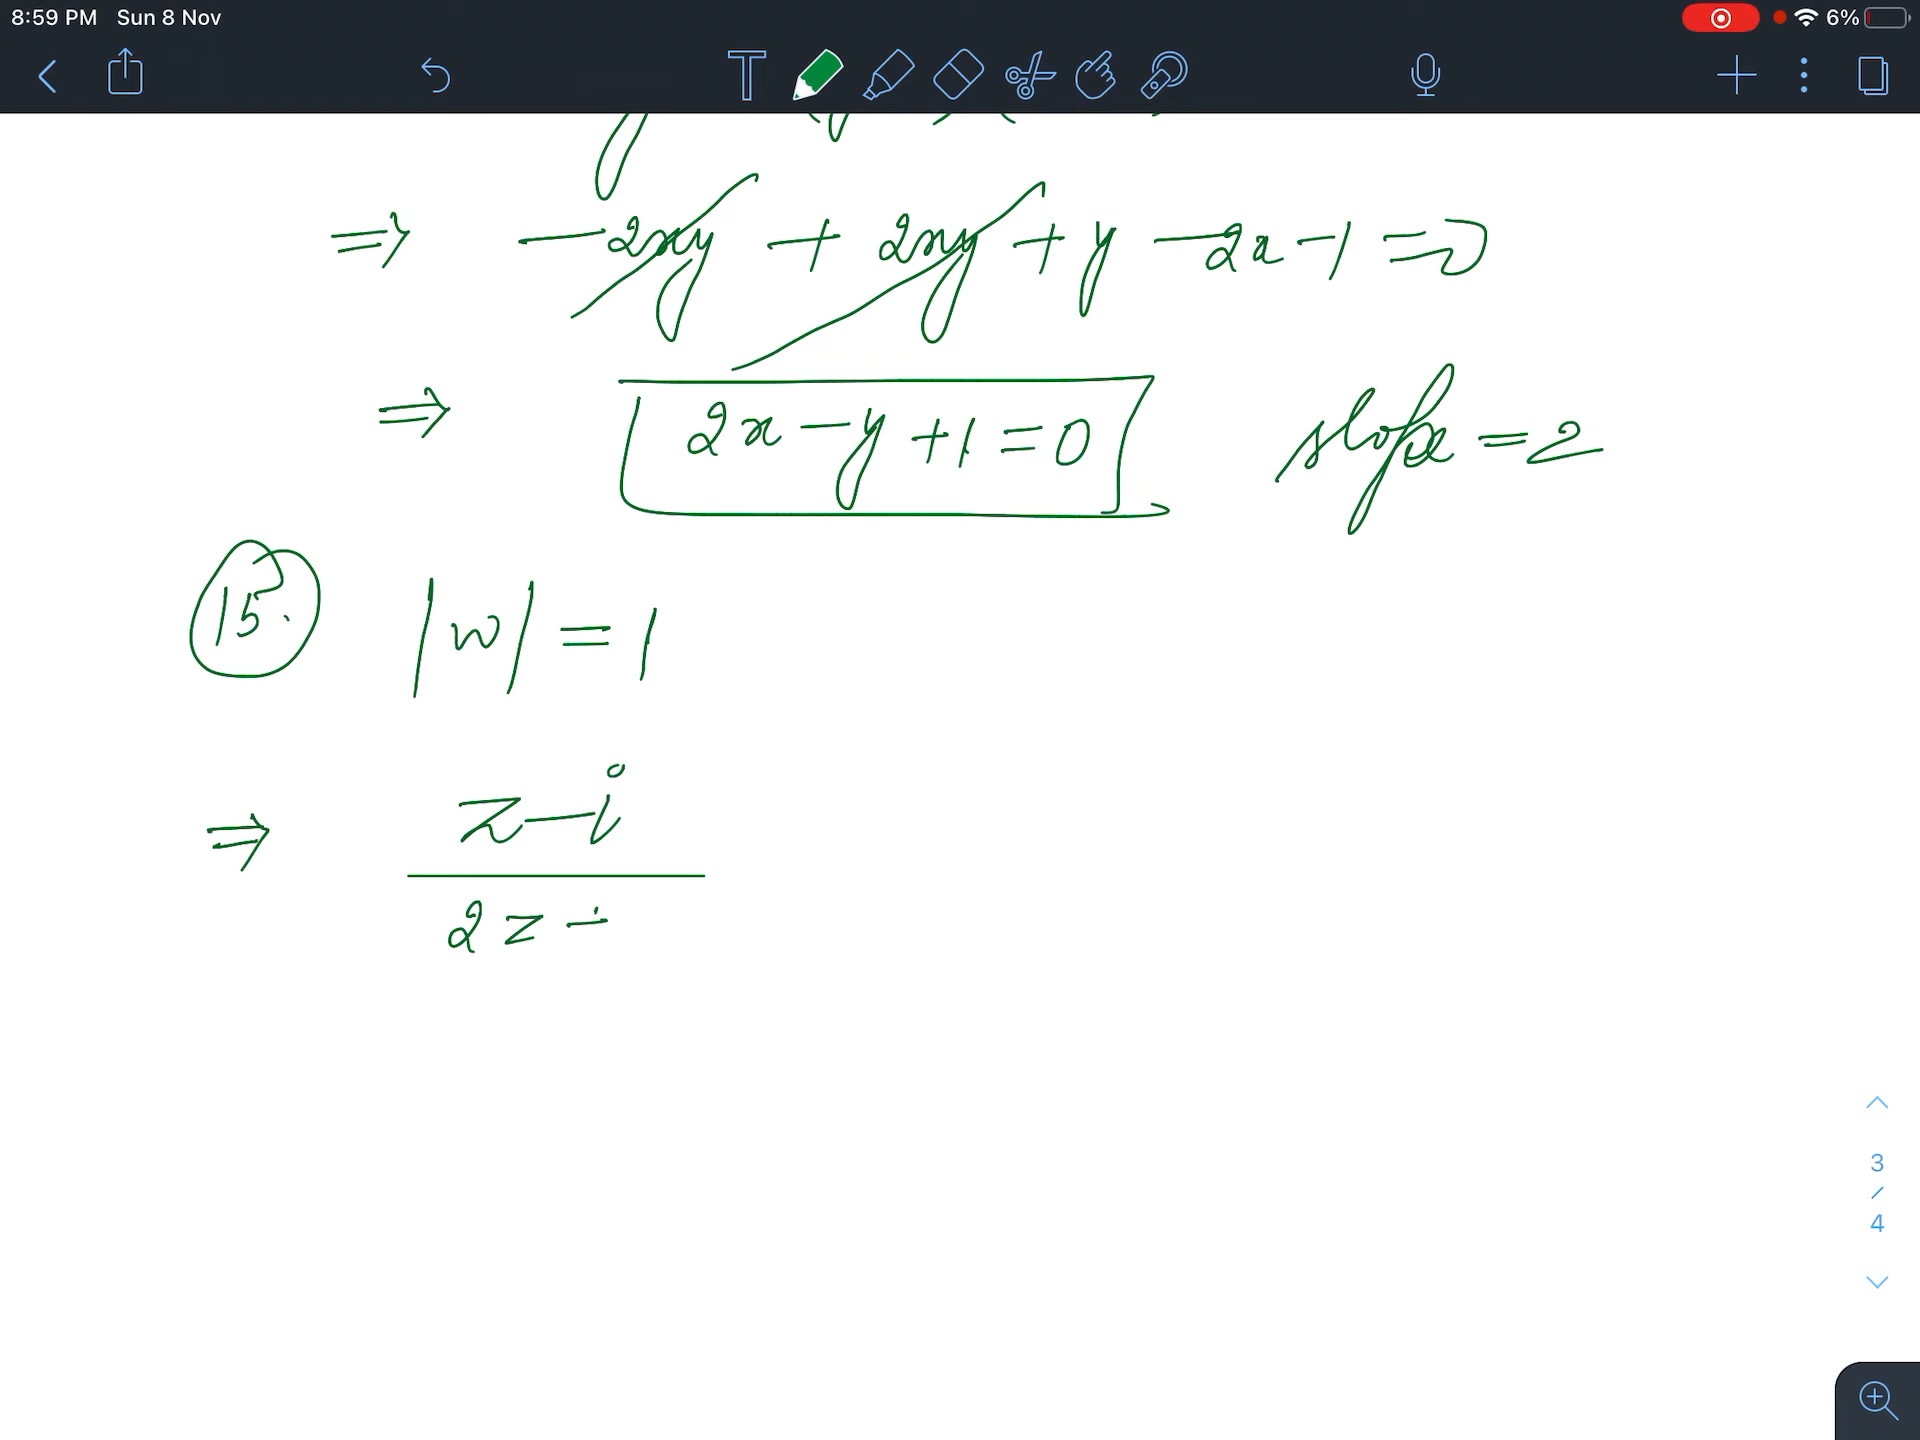 8:59 PM Sun 8 Nov 6%
⇒ -2xy + 2xy + y - 2x - 1 = 0
⇒ 2x - y + 1 = 0 slope = 2
15. |w| = 1
⇒ z - i
2z +
3
/
4